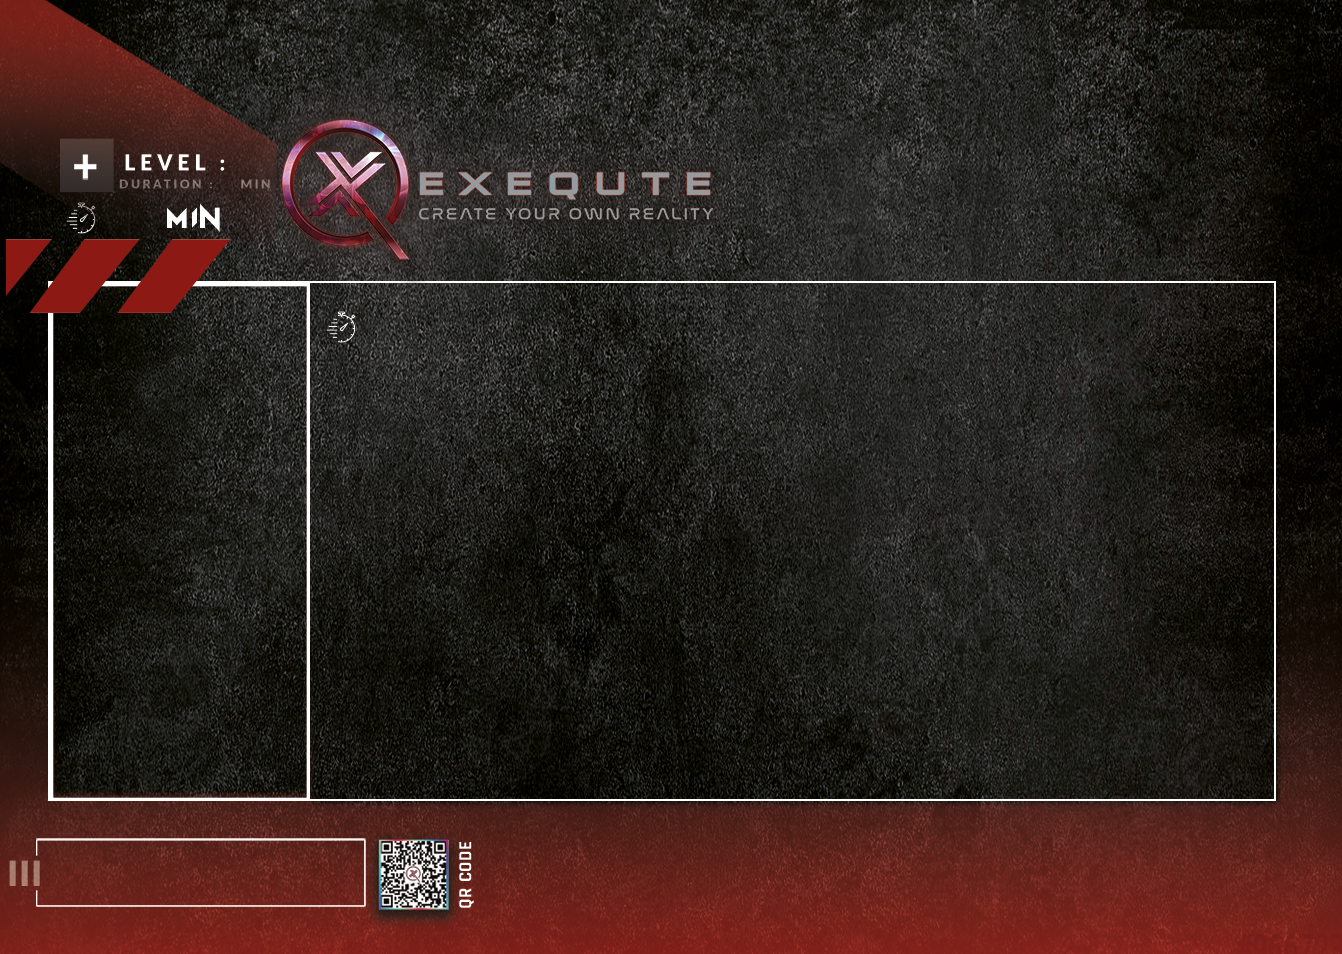 + LEVEL :
DURATION : MIN
MIN
EXEQUTE
CREATE YOUR OWN REALITY
QR CODE